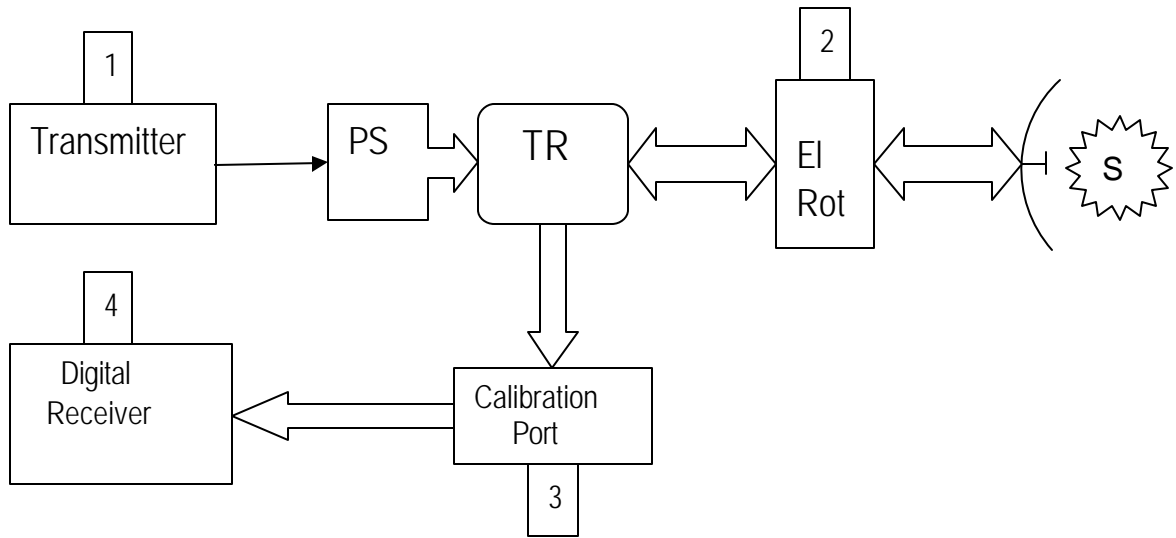 1
2
Transmitter
PS
TR
El
Rot
S
4
Digital
Receiver
Calibration
Port
3